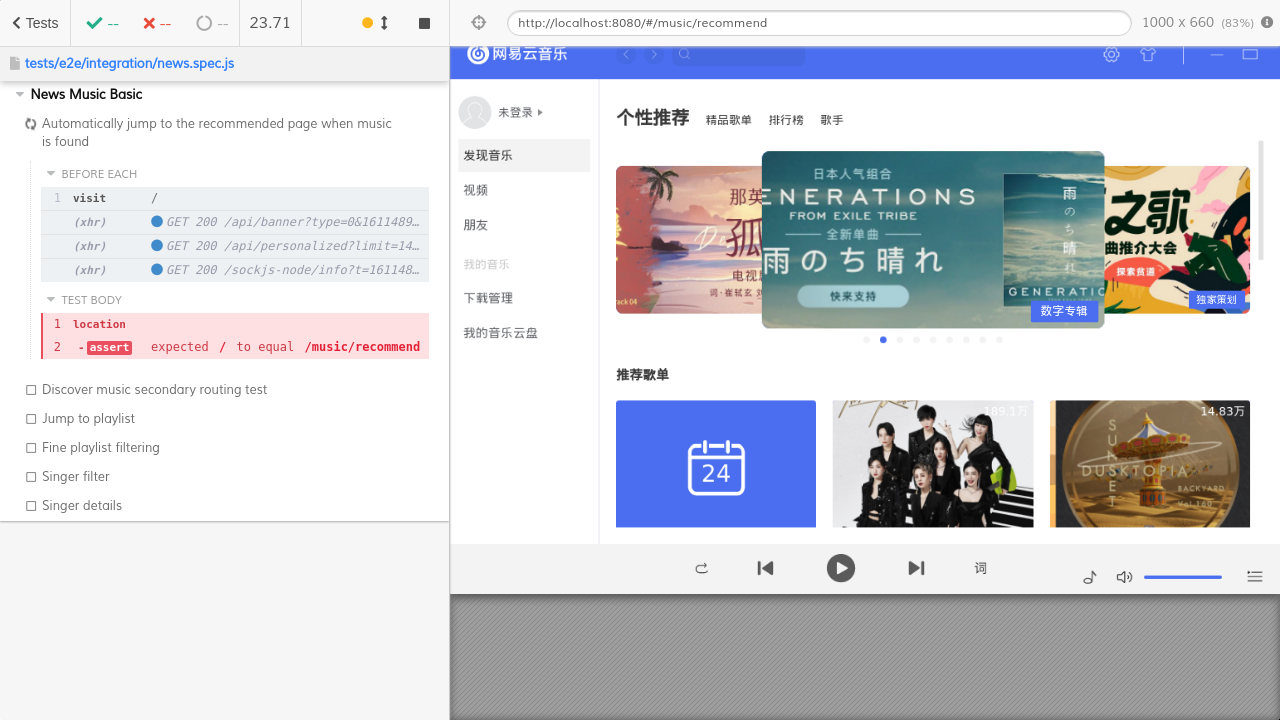 Tests
--
--
--
23.71
http://localhost:8080/#/music/recommend
1000 x 660 (83%)
tests/e2e/integration/news.spec.js
News Music Basic
Automatically jump to the recommended page when music
is found
BEFORE EACH
1 visit /
(xhr) GET 200 /api/banner?type=0&1611489…
(xhr) GET 200 /api/personalized?limit=14…
(xhr) GET 200 /sockjs-node/info?t=161148…
TEST BODY
1 location
2 -assert expected / to equal /music/recommend
Discover music secondary routing test
Jump to playlist
Fine playlist filtering
Singer filter
Singer details
网易云音乐
未登录
发现音乐
视频
朋友
我的音乐
下载管理
我的音乐云盘
个性推荐 精品歌单 排行榜 歌手
那英
孤
电视
rack 04
日本人气组合
ENERATIONS
FROM EXILE TRIBE
全新单曲
雨のち晴れ
快来支持
雨のち晴れ
GENERATIO
数字专辑
之歌
曲推介大会
探索贫道
独家策划
推荐歌单
24
189.1万
14.83万
SUNSET
DUSKTOPIA
BACKYARD
Vol.160
词